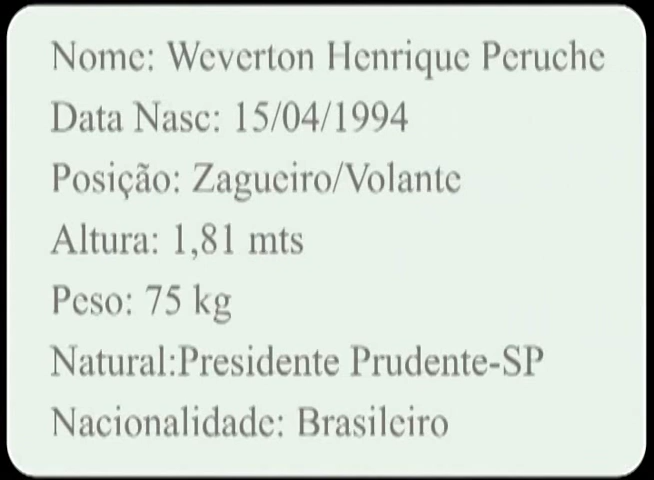 Nome: Weverton Henrique Peruche
Data Nasc: 15/04/1994
Posição: Zagueiro/Volante
Altura: 1,81 mts
Peso: 75 kg
Natural:Presidente Prudente-SP
Nacionalidade: Brasileiro